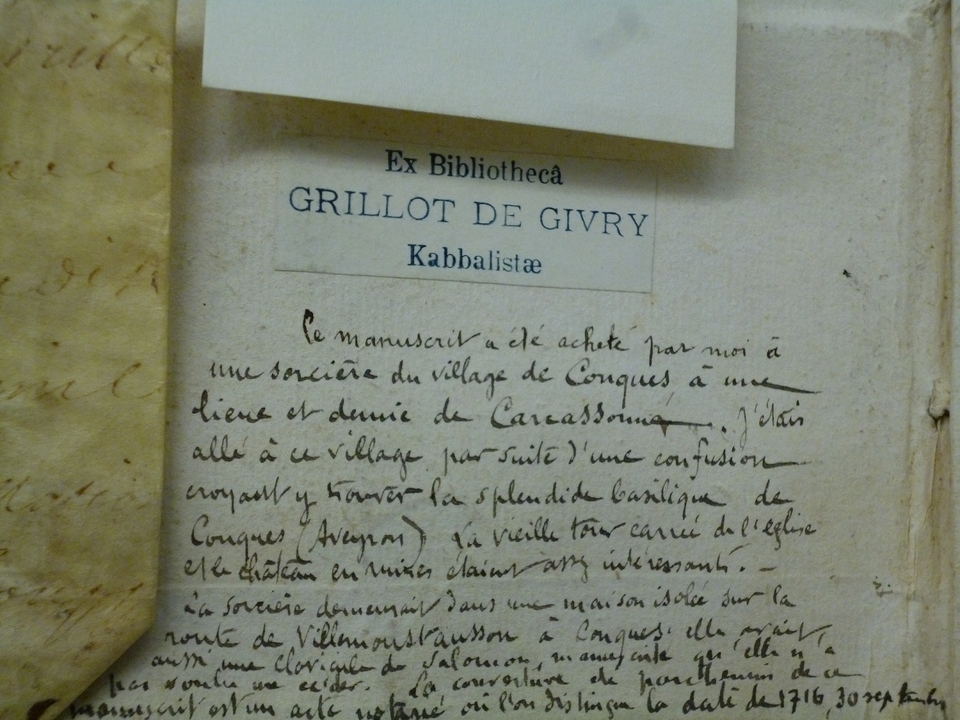 Ex Bibliothecâ
GRILLOT DE GIVRY
Kabbalistæ
Ce manuscrit a été acheté par moi à
une sorcière du village de Conques à une
lieue et demie de Carcassonne. J'étais
allé à ce village par suite d'une confusion
croyant y trouver la splendide basilique de
Conques (Aveyron) La vieille tour carrée de l'église
et le château en ruines étaient assez intéressants. –
La sorcière demeurait dans une maison isolée sur la
route de Villemoustausson à Conques elle avait,
aussi, une clavicule de Salomon, manuscrite qu'elle n'a
pas voulu me céder. La couverture de parchemin de ce
manuscrit est un acte notarié où l'on distingue la date de 1716, 30 septembre